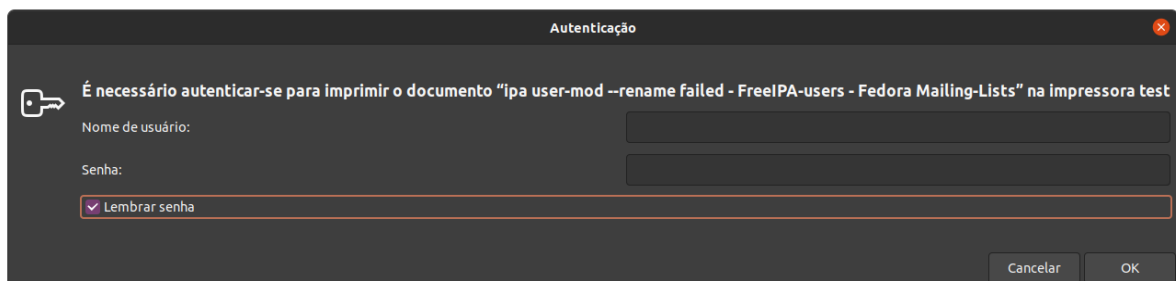 Autenticação
É necessário autenticar-se para imprimir o documento “ipa user-mod --rename failed - FreeIPA-users - Fedora Mailing-Lists” na impressora test
Nome de usuário:
Senha:
Lembrar senha
Cancelar OK